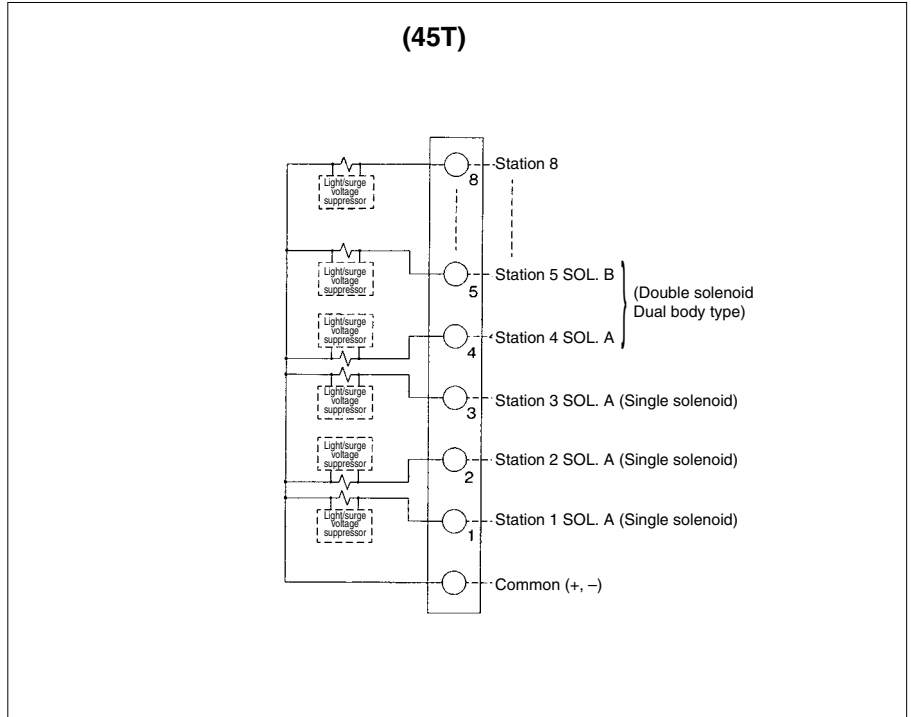 (45T)
Light/surge
voltage
suppressor
8
Station 8
Light/surge
voltage
suppressor
5
Station 5 SOL. B
(Double solenoid
Dual body type)
Light/surge
voltage
suppressor
4
Station 4 SOL. A
Light/surge
voltage
suppressor
3
Station 3 SOL. A (Single solenoid)
Light/surge
voltage
suppressor
2
Station 2 SOL. A (Single solenoid)
Light/surge
voltage
suppressor
1
Station 1 SOL. A (Single solenoid)
Common (+, –)